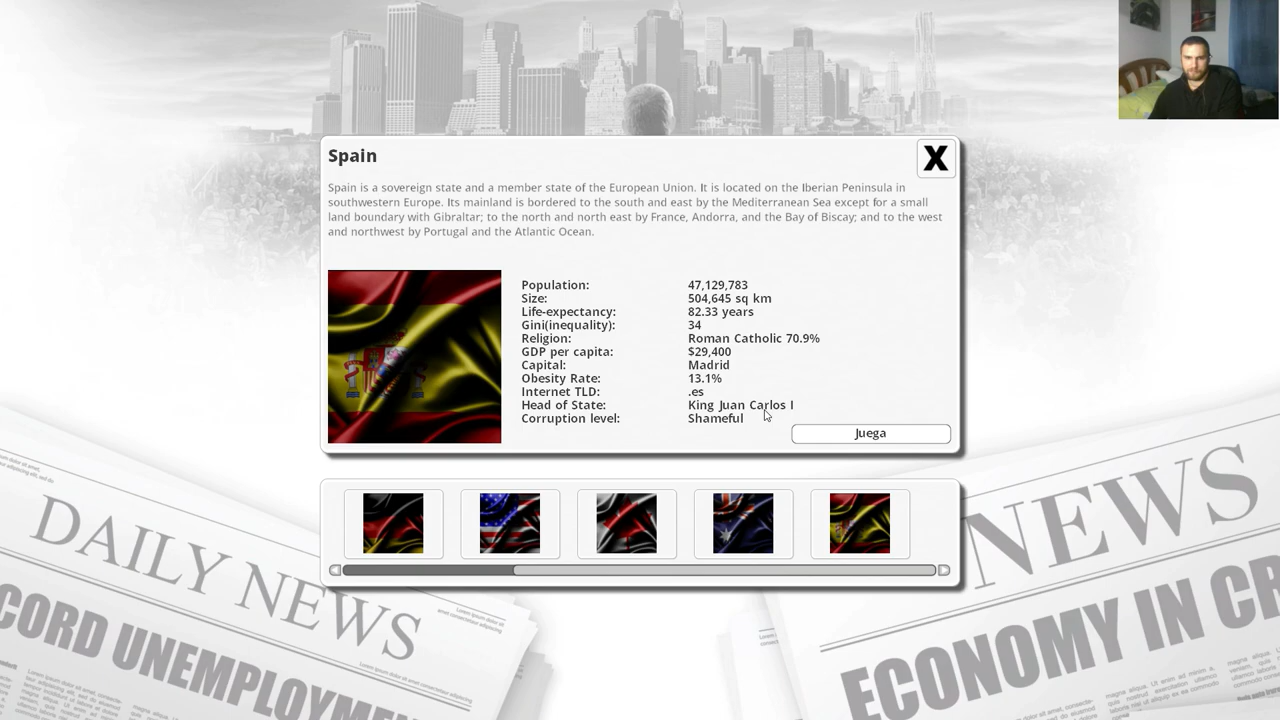 Spain
X
Spain is a sovereign state and a member state of the European Union. It is located on the Iberian Peninsula in
southwestern Europe. Its mainland is bordered to the south and east by the Mediterranean Sea except for a small
land boundary with Gibraltar; to the north and north east by France, Andorra, and the Bay of Biscay; and to the west
and northwest by Portugal and the Atlantic Ocean.
Population: 47,129,783
Size: 504,645 sq km
Life-expectancy: 82.33 years
Gini(inequality): 34
Religion: Roman Catholic 70.9%
GDP per capita: $29,400
Capital: Madrid
Obesity Rate: 13.1%
Internet TLD: .es
Head of State: King Juan Carlos I
Corruption level: Shameful
Juega
DAILY NEWS
CORD UNEMPLOYM
NEWS
ECONOMY IN CR